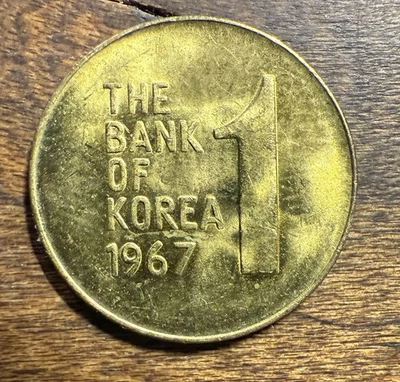 THE
BANK
OF
KOREA
1967
1